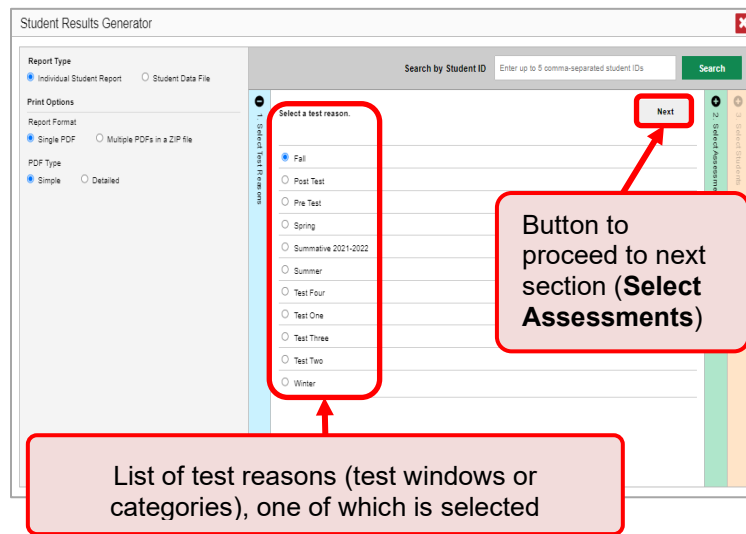 Student Results Generator
Report Type
Individual Student Report
Student Data File
Print Options
Report Format
Single PDF
Multiple PDFs in a ZIP file
PDF Type
Simple
Detailed
Search by Student ID
Enter up to 5 comma-separated student IDs
Search
1. Select Test Reasons
Select a test reason.
Next
Fall
Post Test
Pre Test
Spring
Summative 2021-2022
Summer
Test Four
Test One
Test Three
Test Two
Winter
2. Select
3. Select Students
Button to
proceed to next
section (Select
Assessments)
List of test reasons (test windows or
categories), one of which is selected